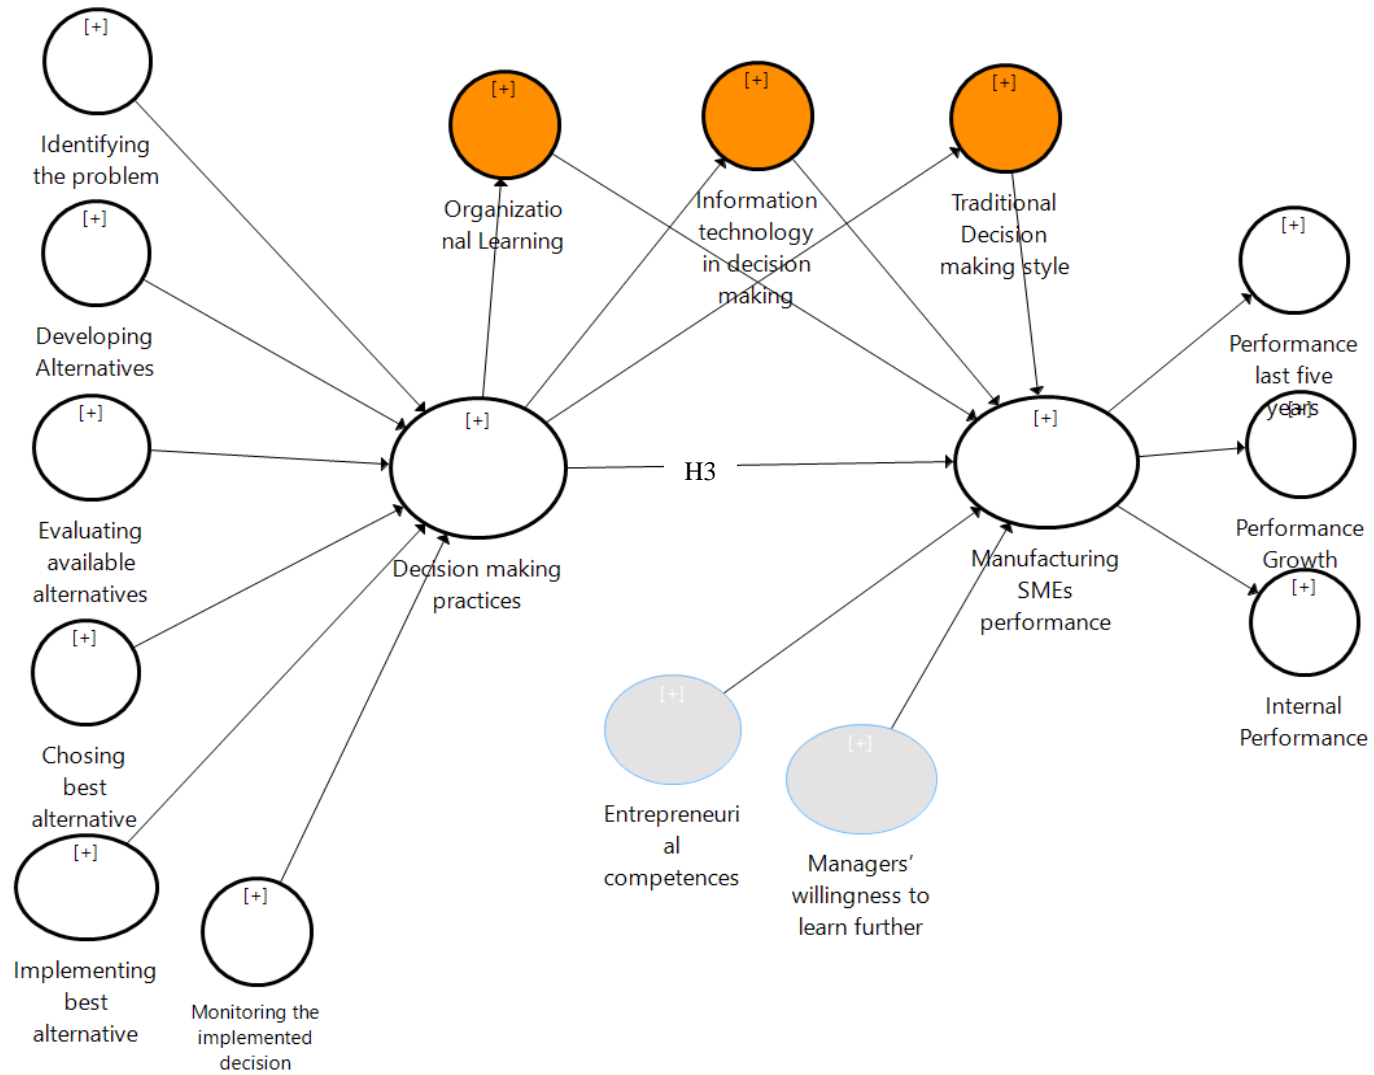 [+]
Identifying
the problem
[+]
Developing
Alternatives
[+]
Evaluating
available
alternatives
[+]
Chosing
best
alternative
[+]
Implementing
best
alternative
[+]
Monitoring the
implemented
decision
[+]
Organizatio
nal Learning
[+]
Information
technology
in decision
making
[+]
Traditional
Decision
making style
[+]
Decision making
practices
H3
[+]
Manufacturing
SMEs
performance
[+]
Entrepreneuri
al
competences
[+]
Managers’
willingness to
learn further
[+]
Performance
last five
years
[+]
Performance
Growth
[+]
Internal
Performance